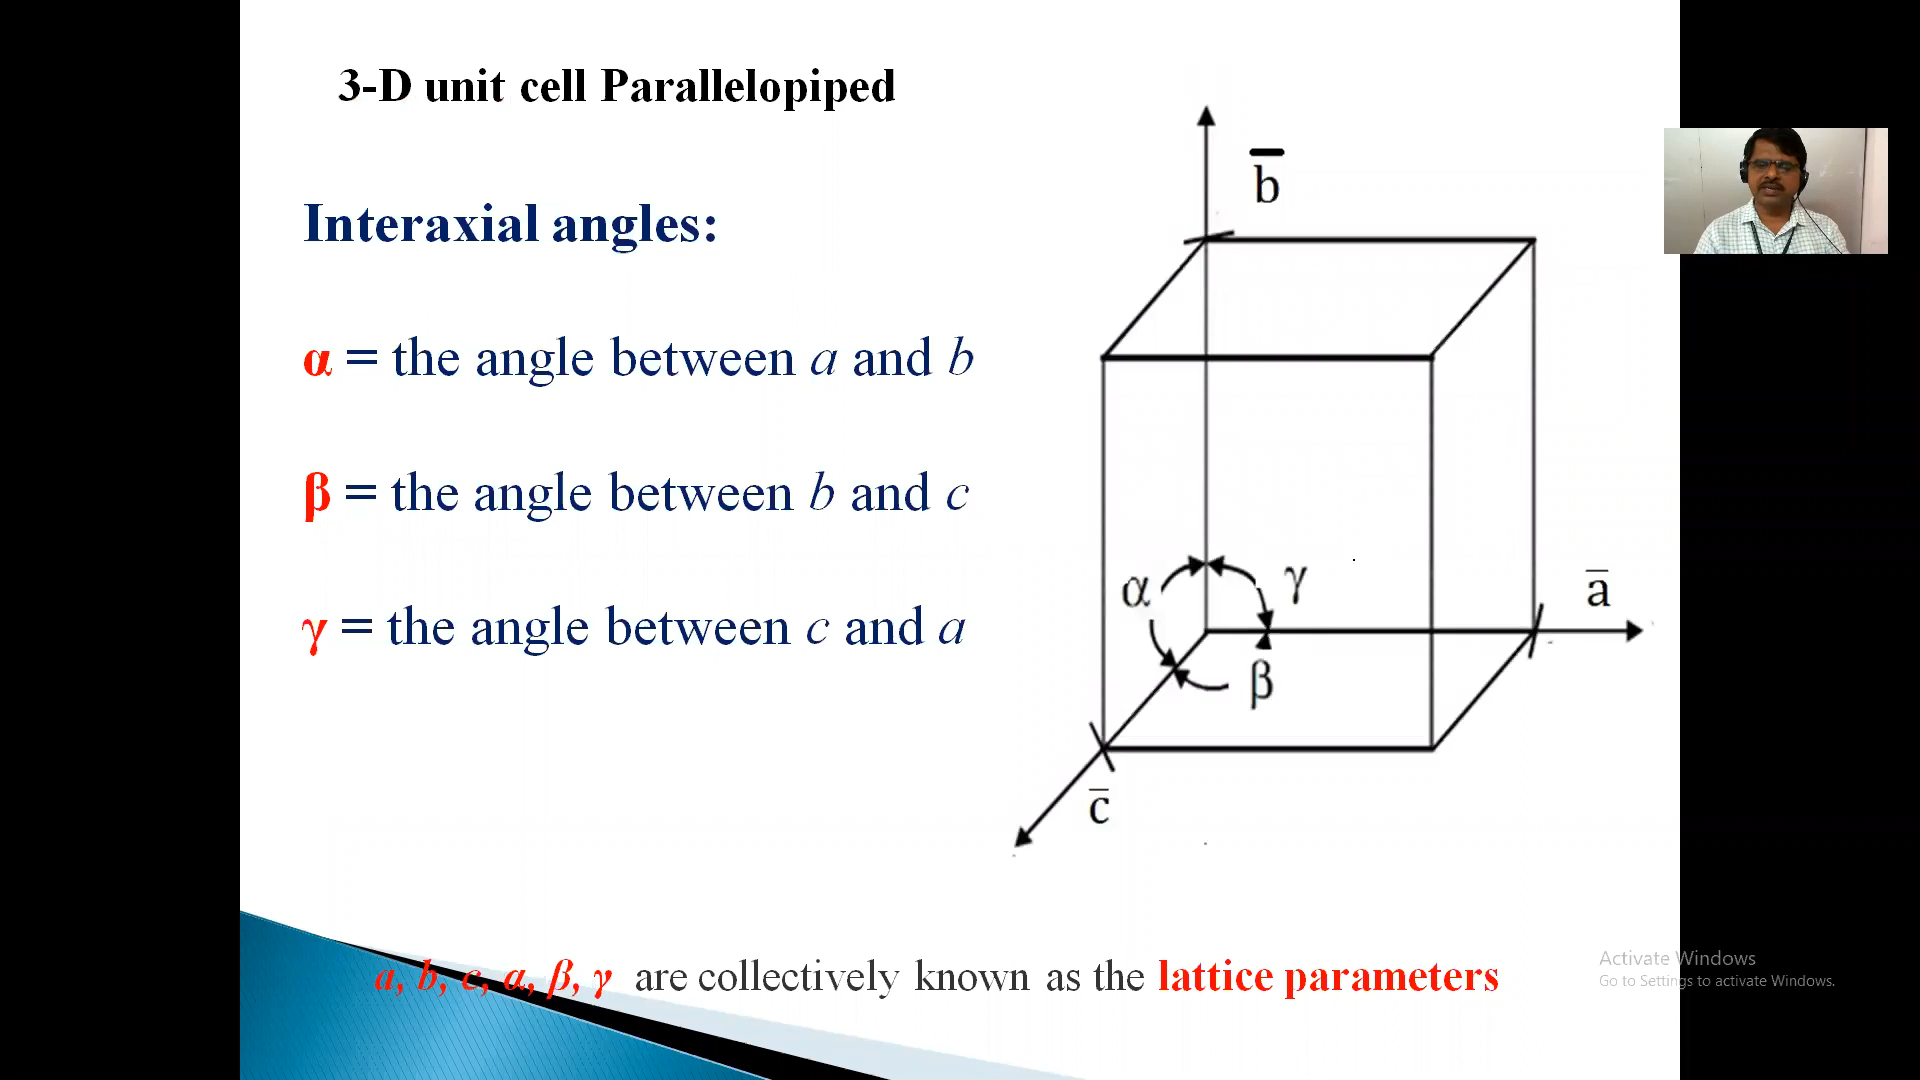 3-D unit cell Parallelopiped
b̅
Interaxial angles:
α = the angle between a and b
β = the angle between b and c
γ = the angle between c and a
α
γ
a̅
β
c̅
a, b, c, α, β, γ are collectively known as the lattice parameters
Activate Windows
Go to Settings to activate Windows.